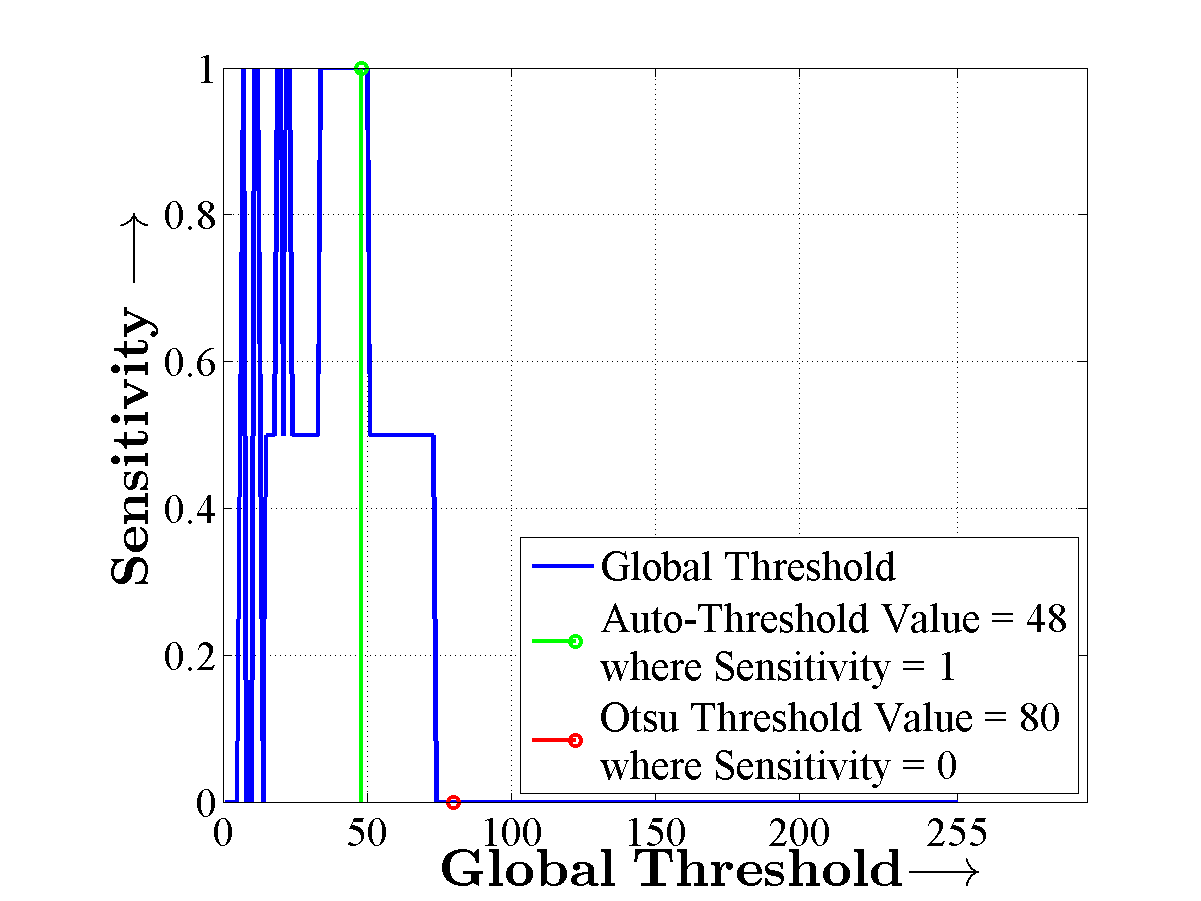 1
0.8
0.6
0.4
0.2
0
Sensitivity →
Global Threshold
Auto-Threshold Value = 48
where Sensitivity = 1
Otsu Threshold Value = 80
where Sensitivity = 0
0 50 100 150 200 255
Global Threshold→